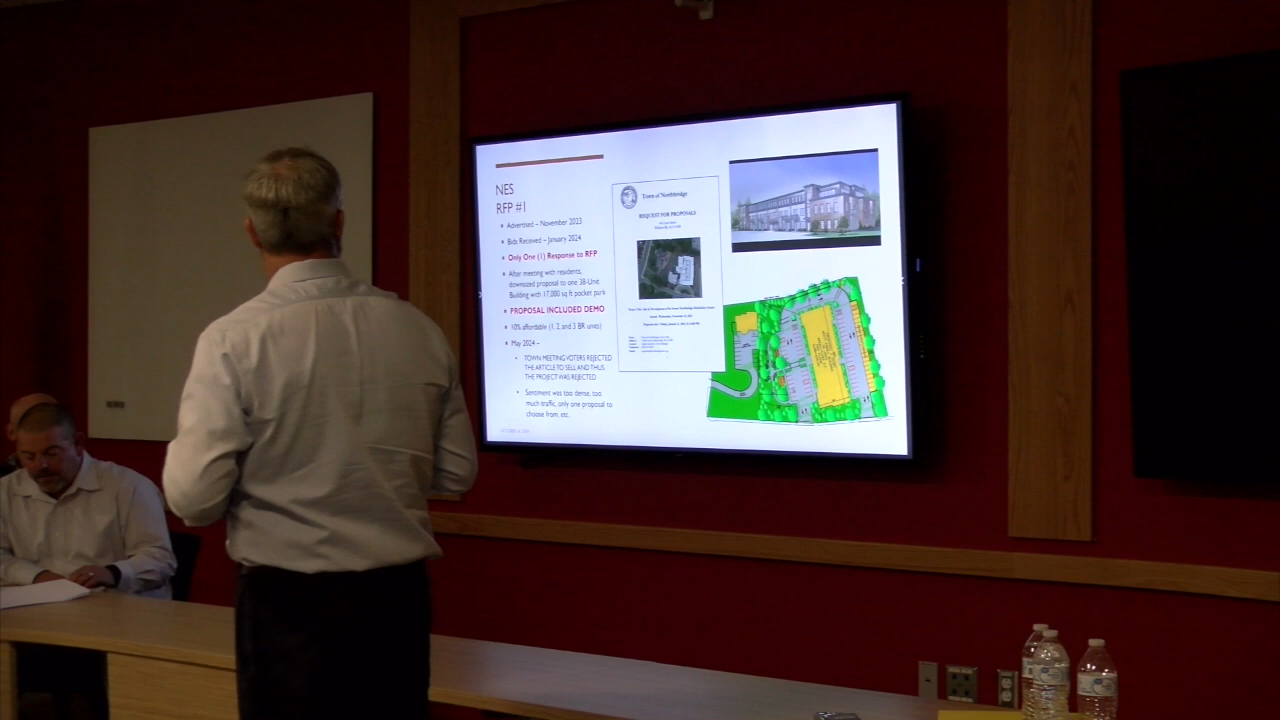 NES
RFP #1
Advertised – November 2023
Bids Received – January 2024
Only One (1) Response to RFP
After meeting with residents,
downsized proposal to one 38-Unit
Building with 17,000 sq ft pocket park
PROPOSAL INCLUDED DEMO
10% affordable (1, 2, and 3 BR units)
May 2024 –
TOWN MEETING VOTERS REJECTED
THE ARTICLE TO SELL AND THUS
THE PROJECT WAS REJECTED
Sentiment was too dense, too
much traffic, only one proposal to
choose from, etc.
Town of Northbridge
REQUEST FOR PROPOSALS